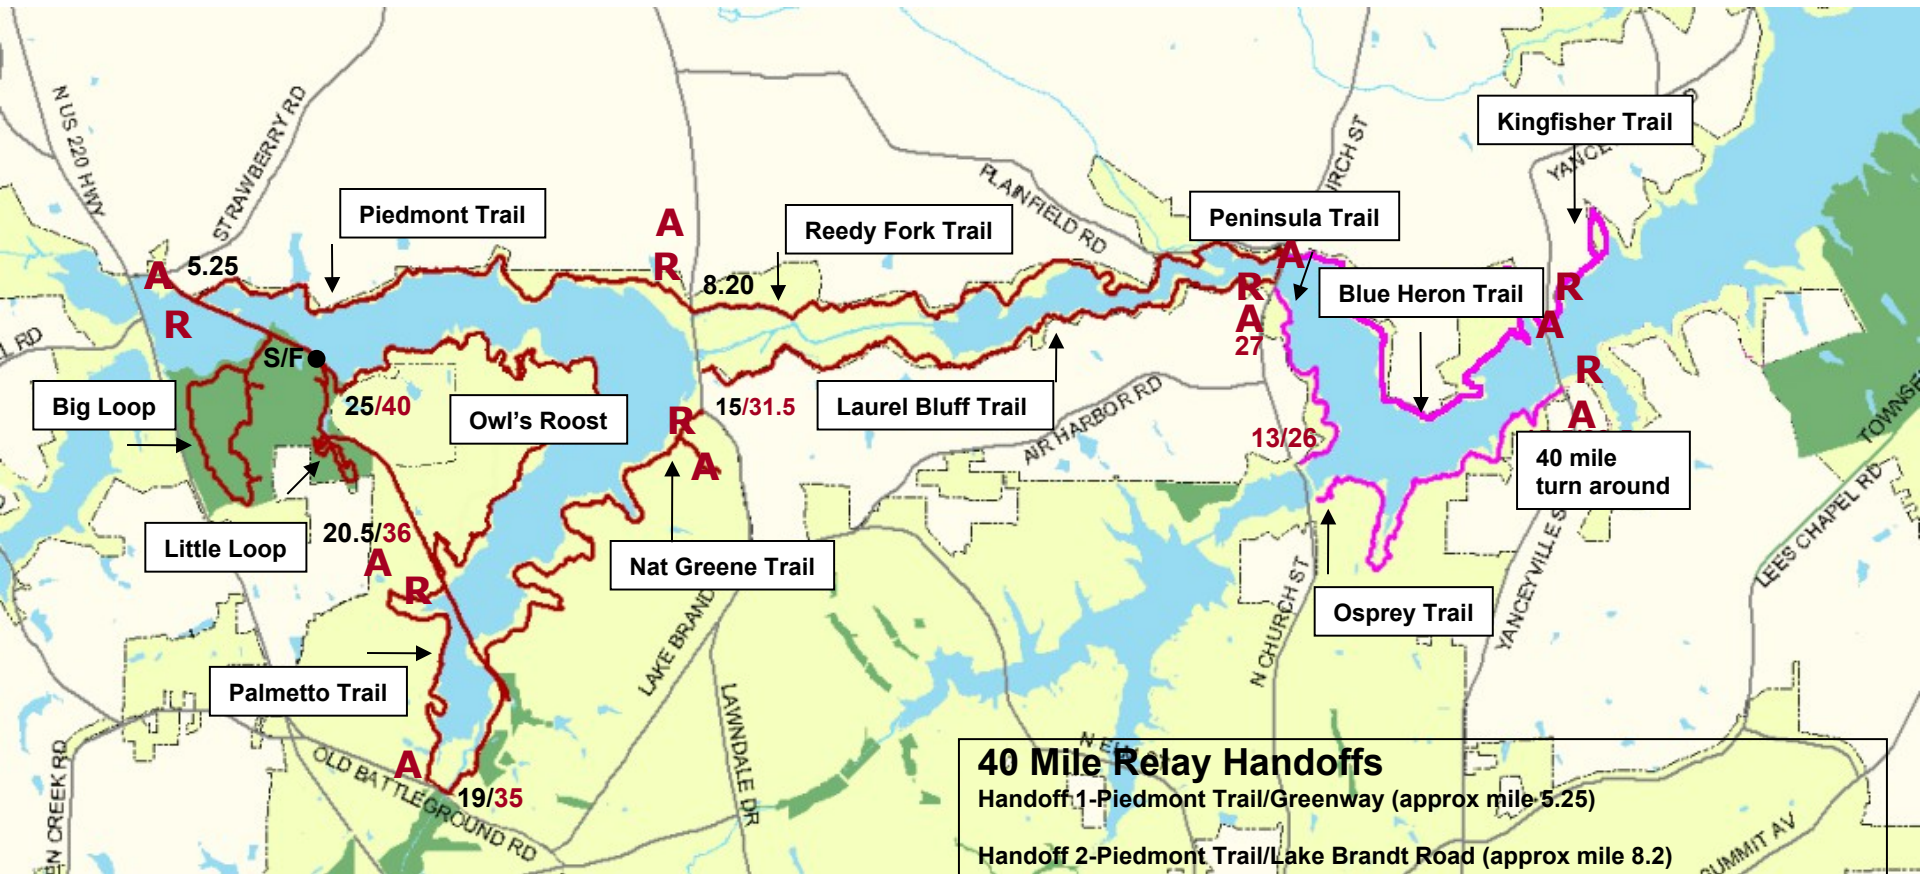 N US 220 HWY
STRAWBERRY RD
Kingfisher Trail
Piedmont Trail
A
R
Reedy Fork Trail
PLAINFIELD RD
Peninsula Trail
A
5.25
R
8.20
A
R
A
27
Blue Heron Trail
R
A
S/F
Big Loop
25/40
Owl's Roost
R
15/31.5
Laurel Bluff Trail
AIR HARBOR RD
13/26
R
A
40 mile
turn around
A
Little Loop
20.5/36
A
R
Nat Greene Trail
Osprey Trail
N CHURCH ST
LEES CHAPEL RD
Palmetto Trail
LAWNDALE DR
OLD BATTLEGROUND RD
A
19/35
40 Mile Relay Handoffs
Handoff 1-Piedmont Trail/Greenway (approx mile 5.25)
Handoff 2-Piedmont Trail/Lake Brandt Road (approx mile 8.2)
SUMMIT AV